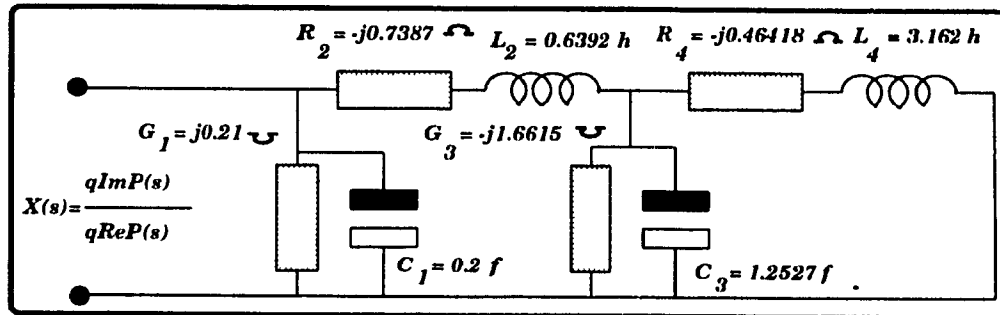 R2 = -j0.7387 ℧ L2 = 0.6392 h R4 = -j0.46418 ℧ L4 = 3.162 h
G1 = j0.21 ℧ G3 = -j1.6615 ℧
X(s)= qImP(s) / qReP(s)
C1 = 0.2 f C3 = 1.2527 f